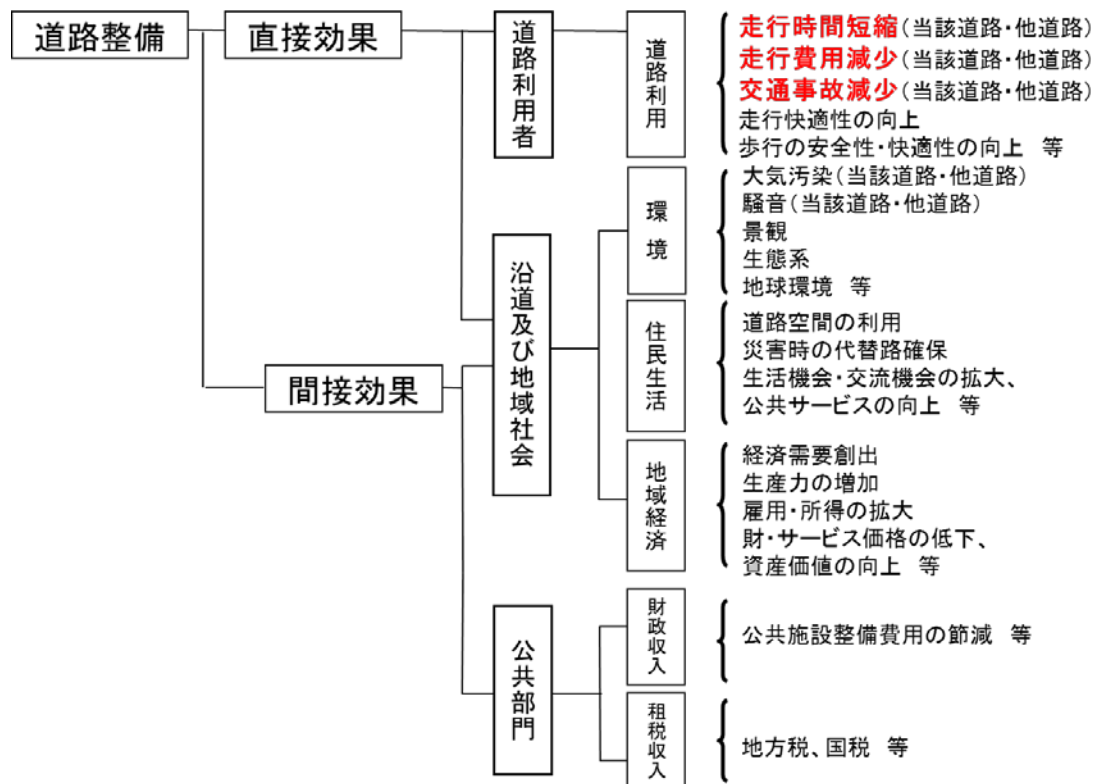 道路整備
直接効果
間接効果
道路利用者
沿道及び地域社会
公共部門
道路利用
走行時間短縮(当該道路・他道路)
走行費用減少(当該道路・他道路)
交通事故減少(当該道路・他道路)
走行快適性の向上
歩行の安全性・快適性の向上 等
環境
大気汚染(当該道路・他道路)
騒音(当該道路・他道路)
景観
生態系
地球環境 等
住民生活
道路空間の利用
災害時の代替路確保
生活機会・交流機会の拡大、
公共サービスの向上 等
地域経済
経済需要創出
生産力の増加
雇用・所得の拡大
財・サービス価格の低下、
資産価値の向上 等
財政収入
公共施設整備費用の節減 等
租税収入
地方税、国税 等